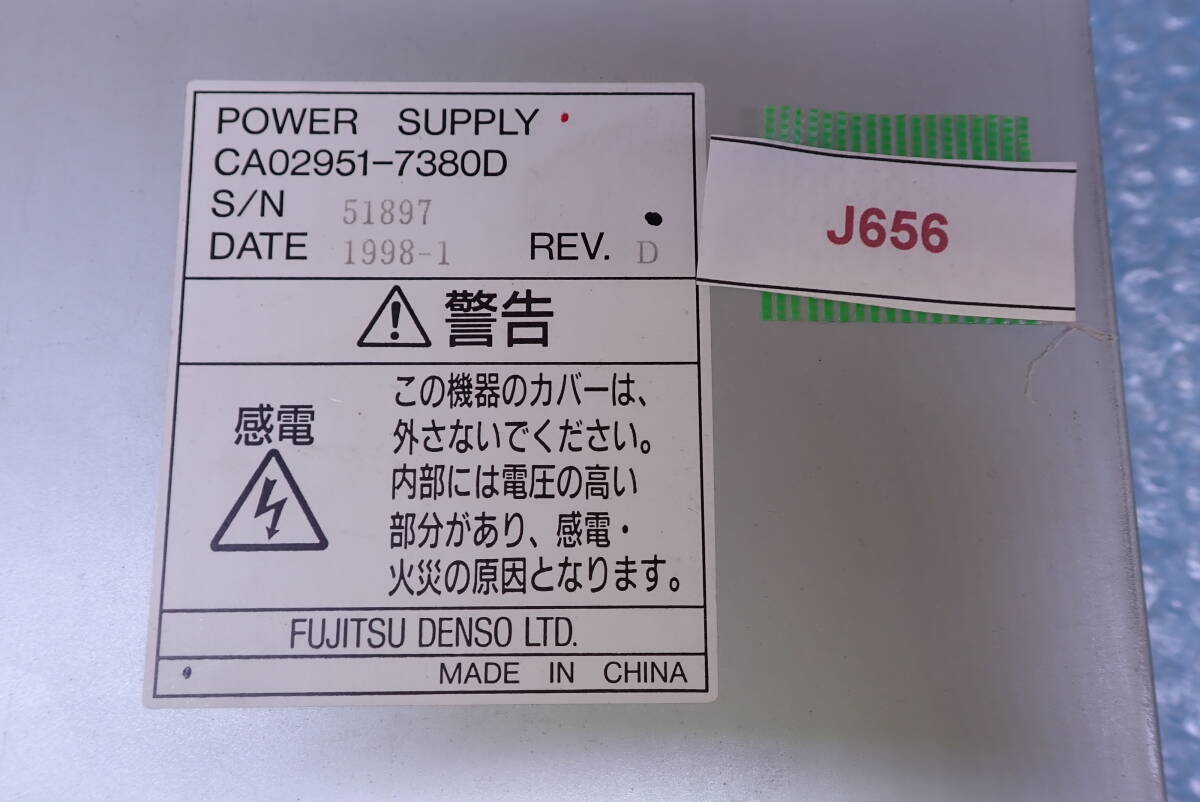 POWER SUPPLY
CA02951-7380D
S/N 51897
DATE 1998-1 REV. D
J656
警告
感電
この機器のカバーは、
外さないでください。
内部には電圧の高い
部分があり、感電・
火災の原因となります。
FUJITSU DENSO LTD.
MADE IN CHINA